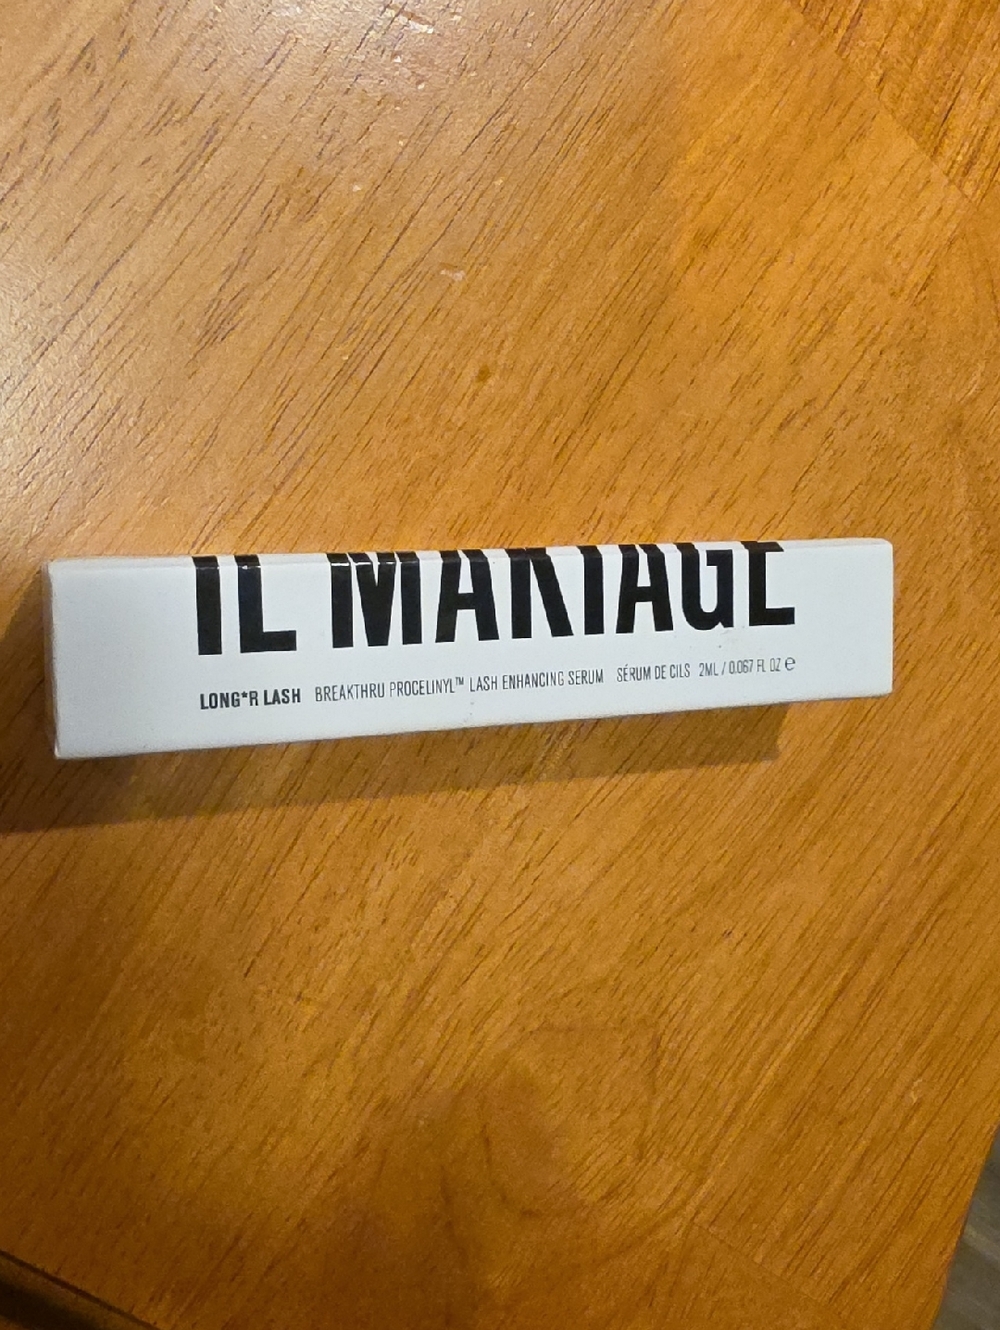 IL MAKIAGE
LONG*R LASH BREAKTHRU PROCELINYL™ LASH ENHANCING SERUM SÉRUM DE CILS 2ML / 0.067 FL OZ ℮